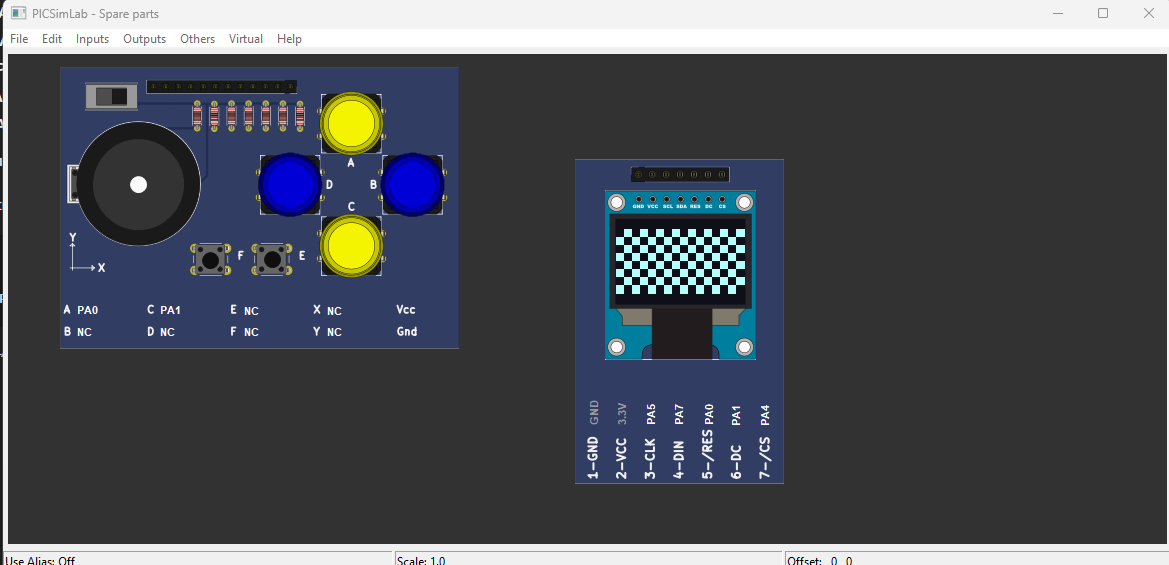 PICSimLab - Spare parts
File Edit Inputs Outputs Others Virtual Help
A
D
B
C
F
E
Y
X
A PA0 C PA1 E NC X NC Vcc
B NC D NC F NC Y NC Gnd
GND VCC SCL SDA RES DC CS
1-GND GND
2-VCC 3.3V
3-CLK PA5
4-DIN PA7
5-/RES PA0
6-DC PA1
7-/CS PA4
Use Alias: Off
Scale: 1.0
Offset: 0 0